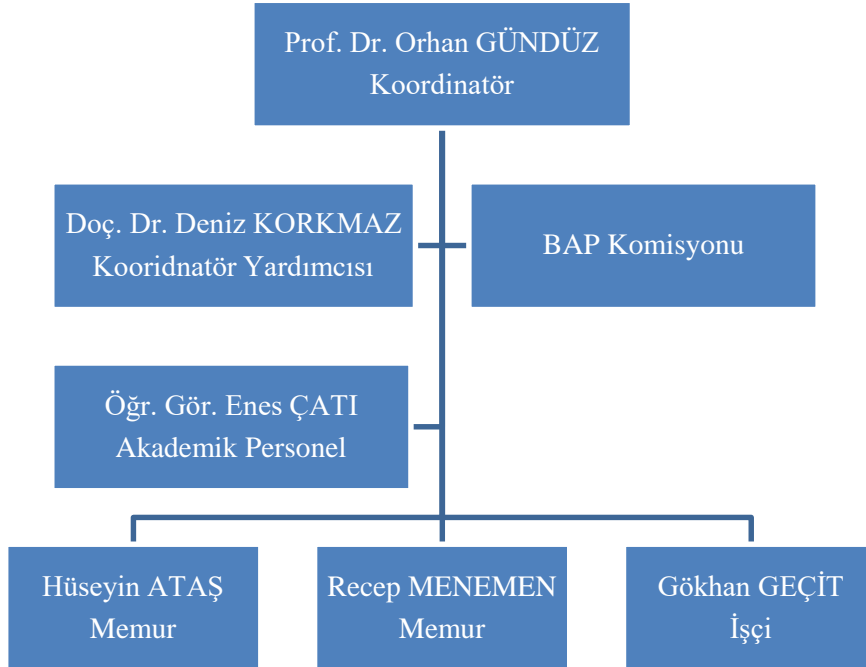 Prof. Dr. Orhan GÜNDÜZ
Koordinatör
Doç. Dr. Deniz KORKMAZ
Kooridnatör Yardımcısı
BAP Komisyonu
Öğr. Gör. Enes ÇATI
Akademik Personel
Hüseyin ATAŞ
Memur
Recep MENEMEN
Memur
Gökhan GEÇİT
İşçi